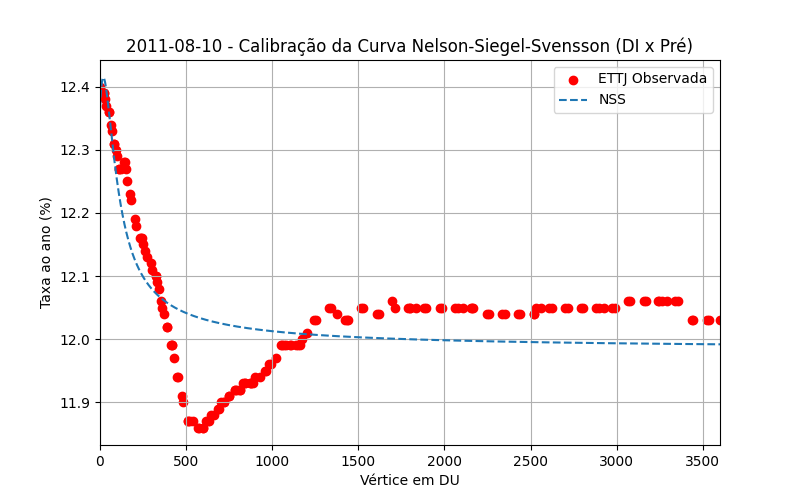 2011-08-10 - Calibração da Curva Nelson-Siegel-Svensson (DI x Pré)
ETTJ Observada
NSS
Taxa ao ano (%)
12.4
12.3
12.2
12.1
12.0
11.9
0 500 1000 1500 2000 2500 3000 3500
Vértice em DU